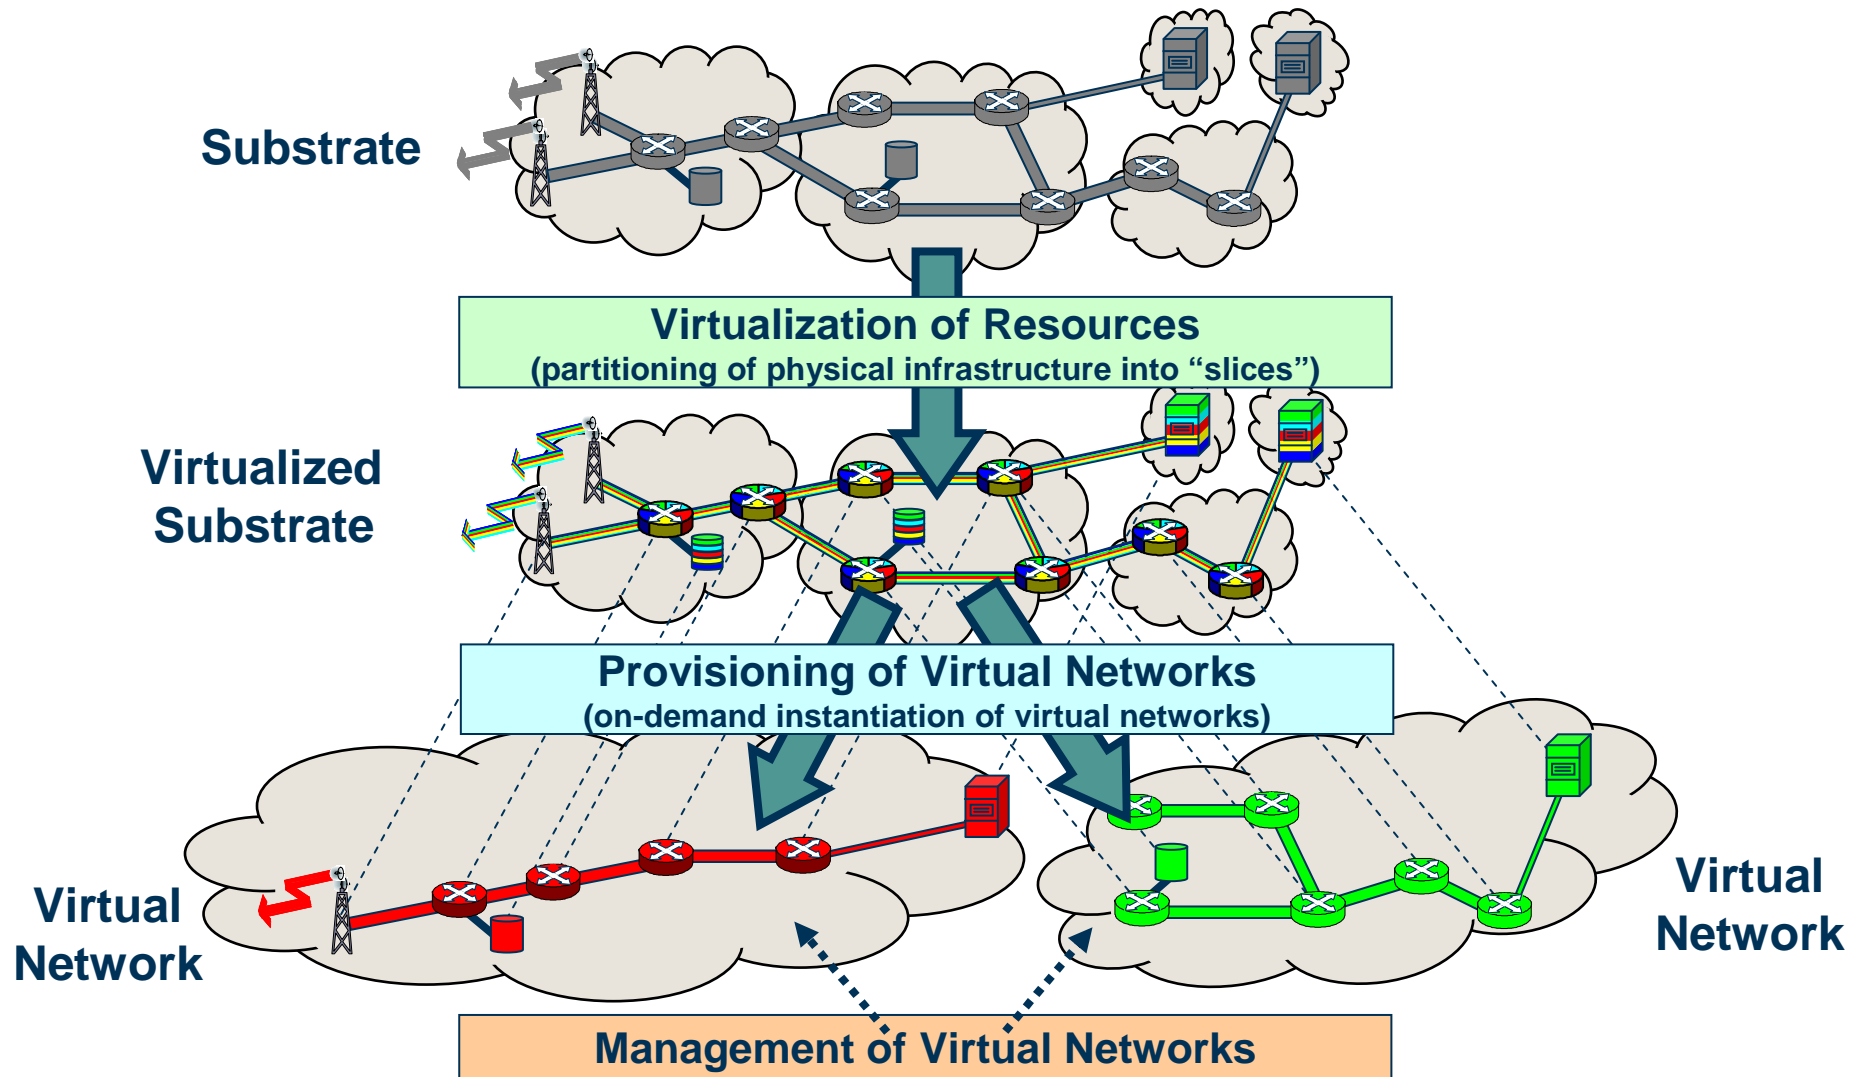 Substrate
Virtualization of Resources
(partitioning of physical infrastructure into “slices”)
Virtualized
Substrate
Provisioning of Virtual Networks
(on-demand instantiation of virtual networks)
Virtual
Network
Virtual
Network
Management of Virtual Networks